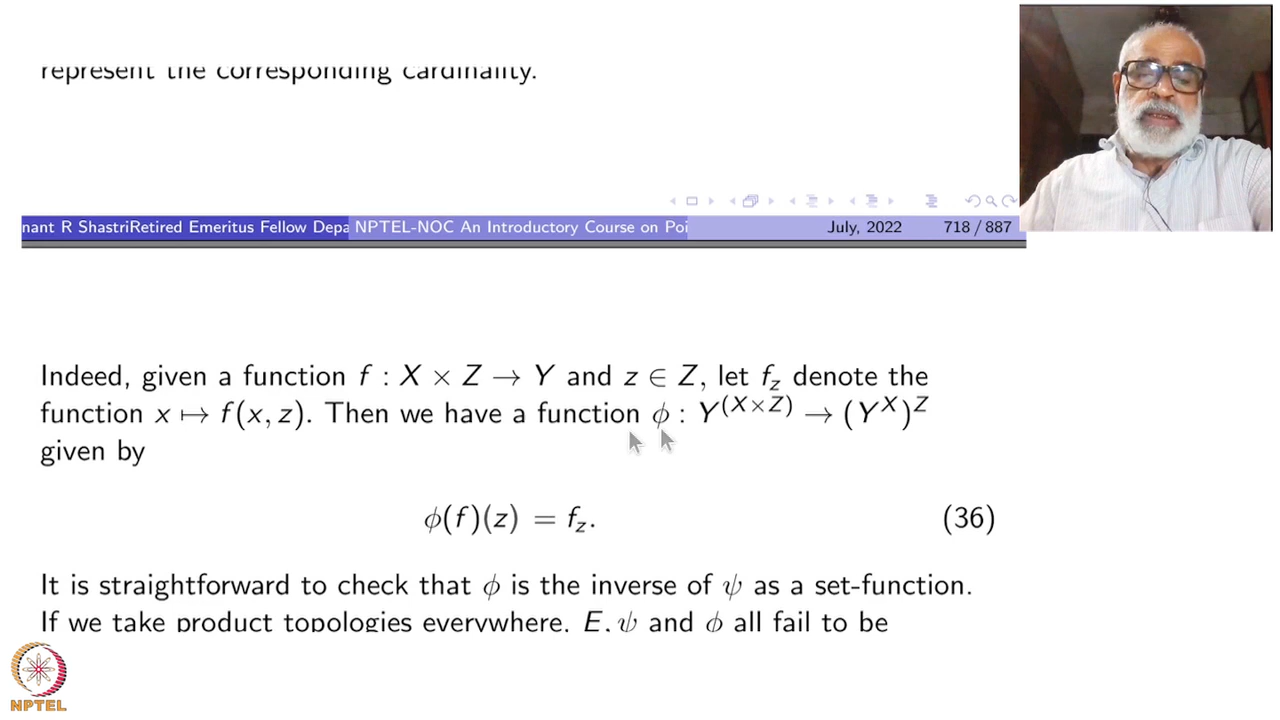 represent the corresponding cardinality.
nant R ShastriRetired Emeritus Fellow Depa NPTEL-NOC An Introductory Course on Poi July, 2022 718 / 887
Indeed, given a function f : X × Z → Y and z ∈ Z, let f_z denote the
function x ↦ f(x, z). Then we have a function ϕ : Y^(X×Z) → (Y^X)^Z
given by
ϕ(f)(z) = f_z. (36)
It is straightforward to check that ϕ is the inverse of ψ as a set-function.
If we take product topologies everywhere, E, ψ and ϕ all fail to be
NPTEL